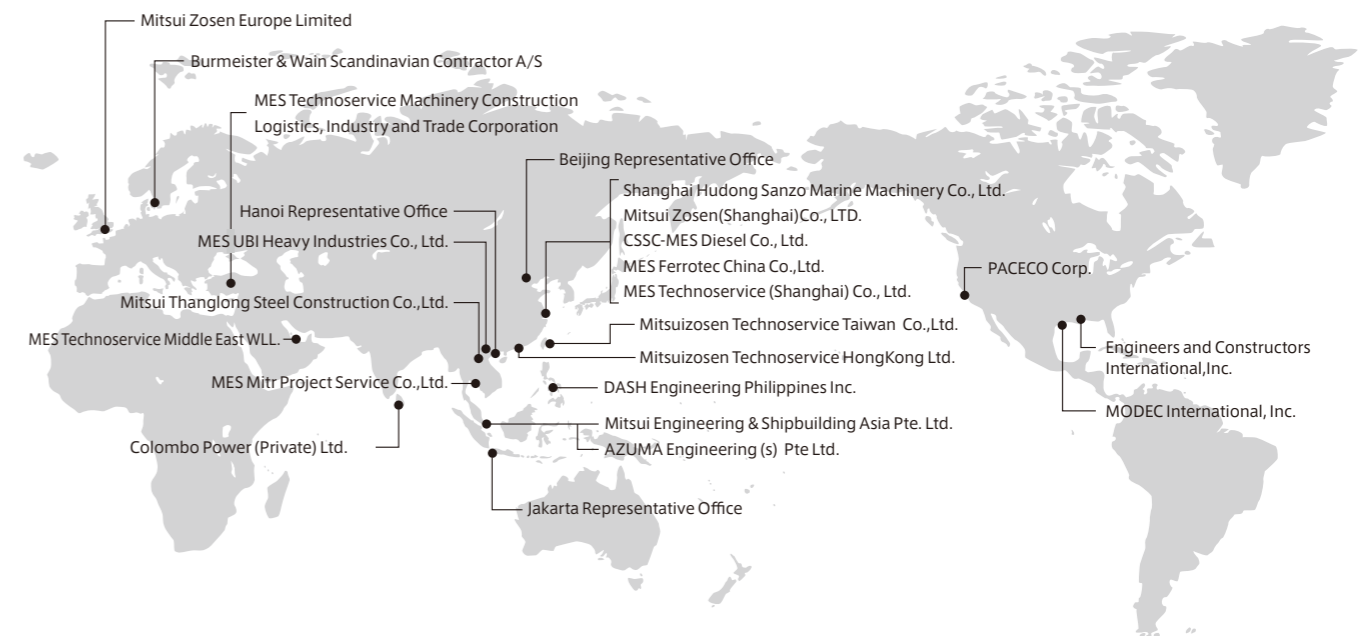 Mitsui Zosen Europe Limited
Burmeister & Wain Scandinavian Contractor A/S
MES Technoservice Machinery Construction
Logistics, Industry and Trade Corporation
Beijing Representative Office
Shanghai Hudong Sanzo Marine Machinery Co., Ltd.
Hanoi Representative Office
Mitsui Zosen(Shanghai)Co., LTD.
MES UBI Heavy Industries Co., Ltd.
CSSC-MES Diesel Co., Ltd.
MES Ferrotec China Co.,Ltd.
PACECO Corp.
MES Technoservice (Shanghai) Co., Ltd.
Mitsui Thanglong Steel Construction Co.,Ltd.
Mitsuizosen Technoservice Taiwan Co.,Ltd.
MES Technoservice Middle East WLL.
Engineers and Constructors
International,Inc.
Mitsuizosen Technoservice HongKong Ltd.
MES Mitr Project Service Co.,Ltd.
DASH Engineering Philippines Inc.
MODEC International, Inc.
Mitsui Engineering & Shipbuilding Asia Pte. Ltd.
Colombo Power (Private) Ltd.
AZUMA Engineering (s) Pte Ltd.
Jakarta Representative Office